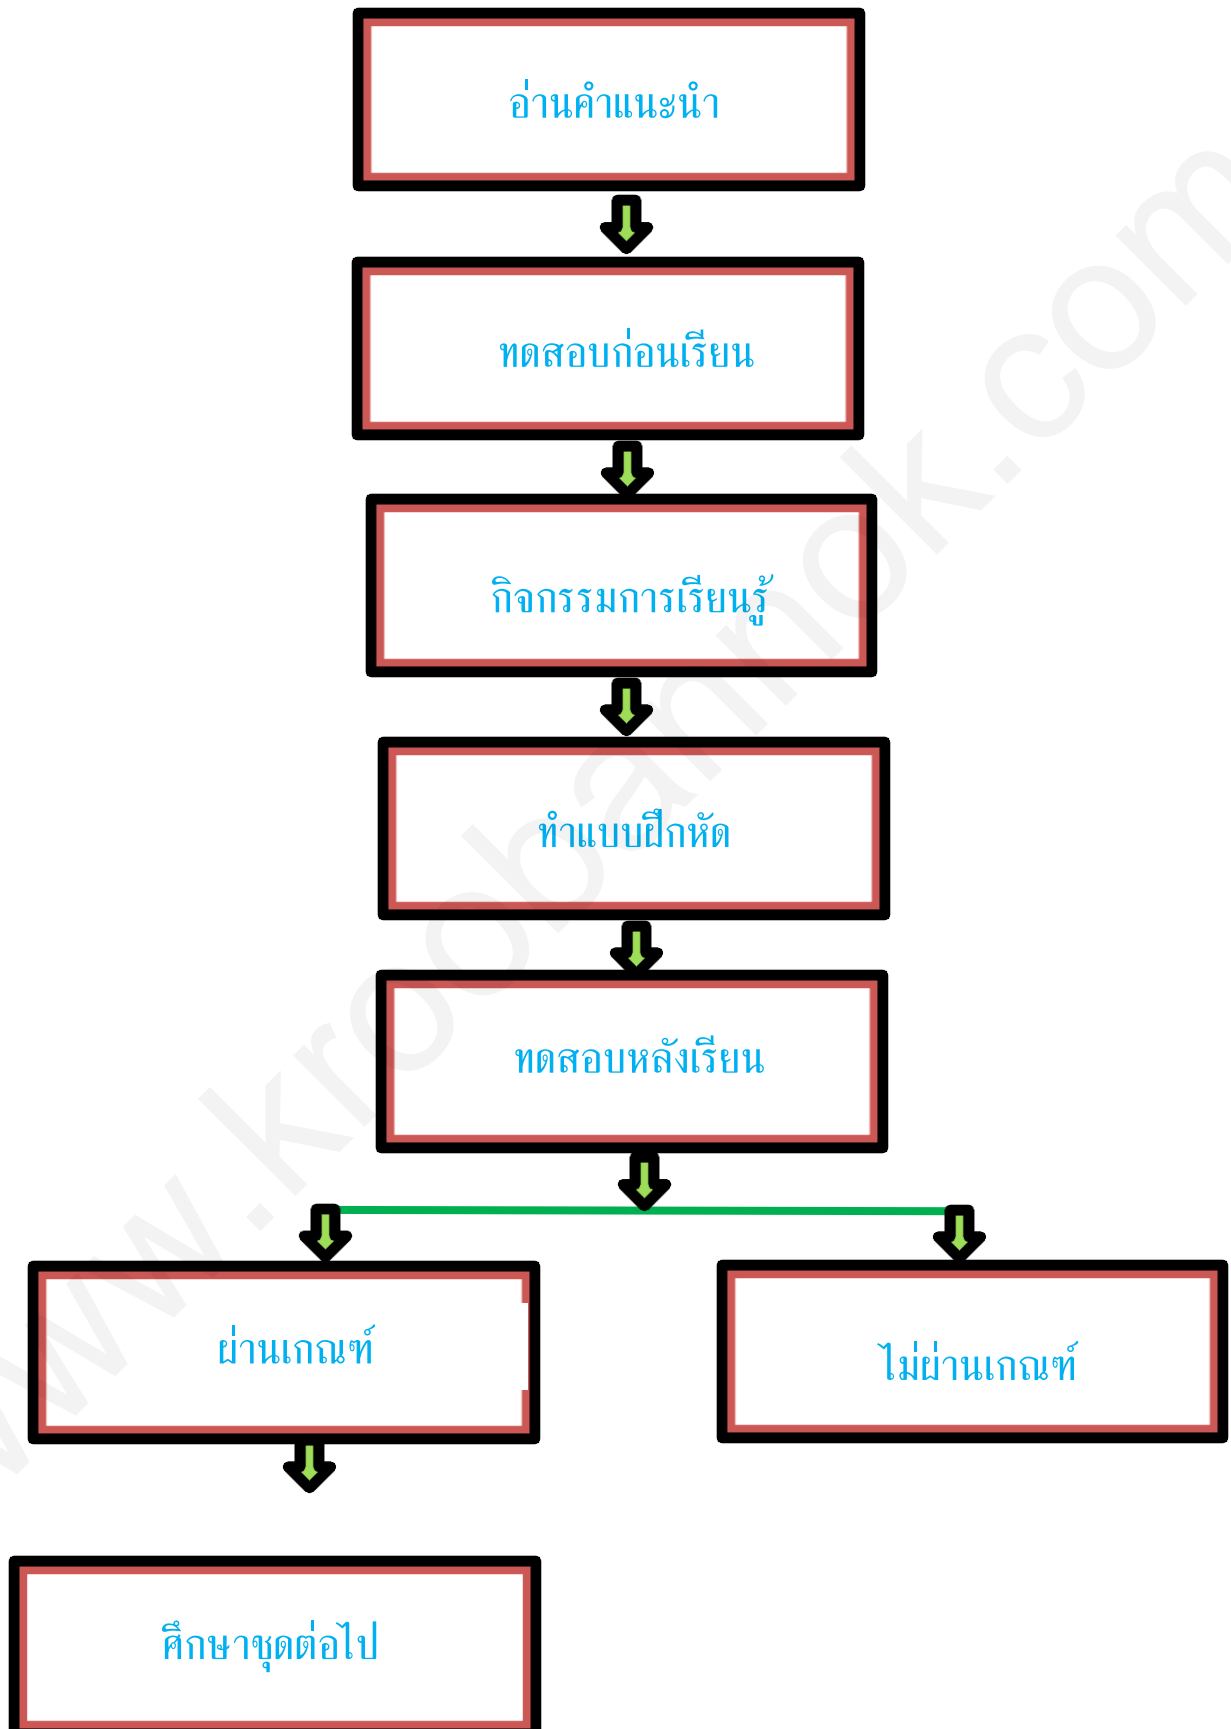 อ่านคำแนะนำ
ทดสอบก่อนเรียน
กิจกรรมการเรียนรู้
ทำแบบฝึกหัด
ทดสอบหลังเรียน
ผ่านเกณฑ์
ไม่ผ่านเกณฑ์
ศึกษาชุดต่อไป
www.kroobannok.com